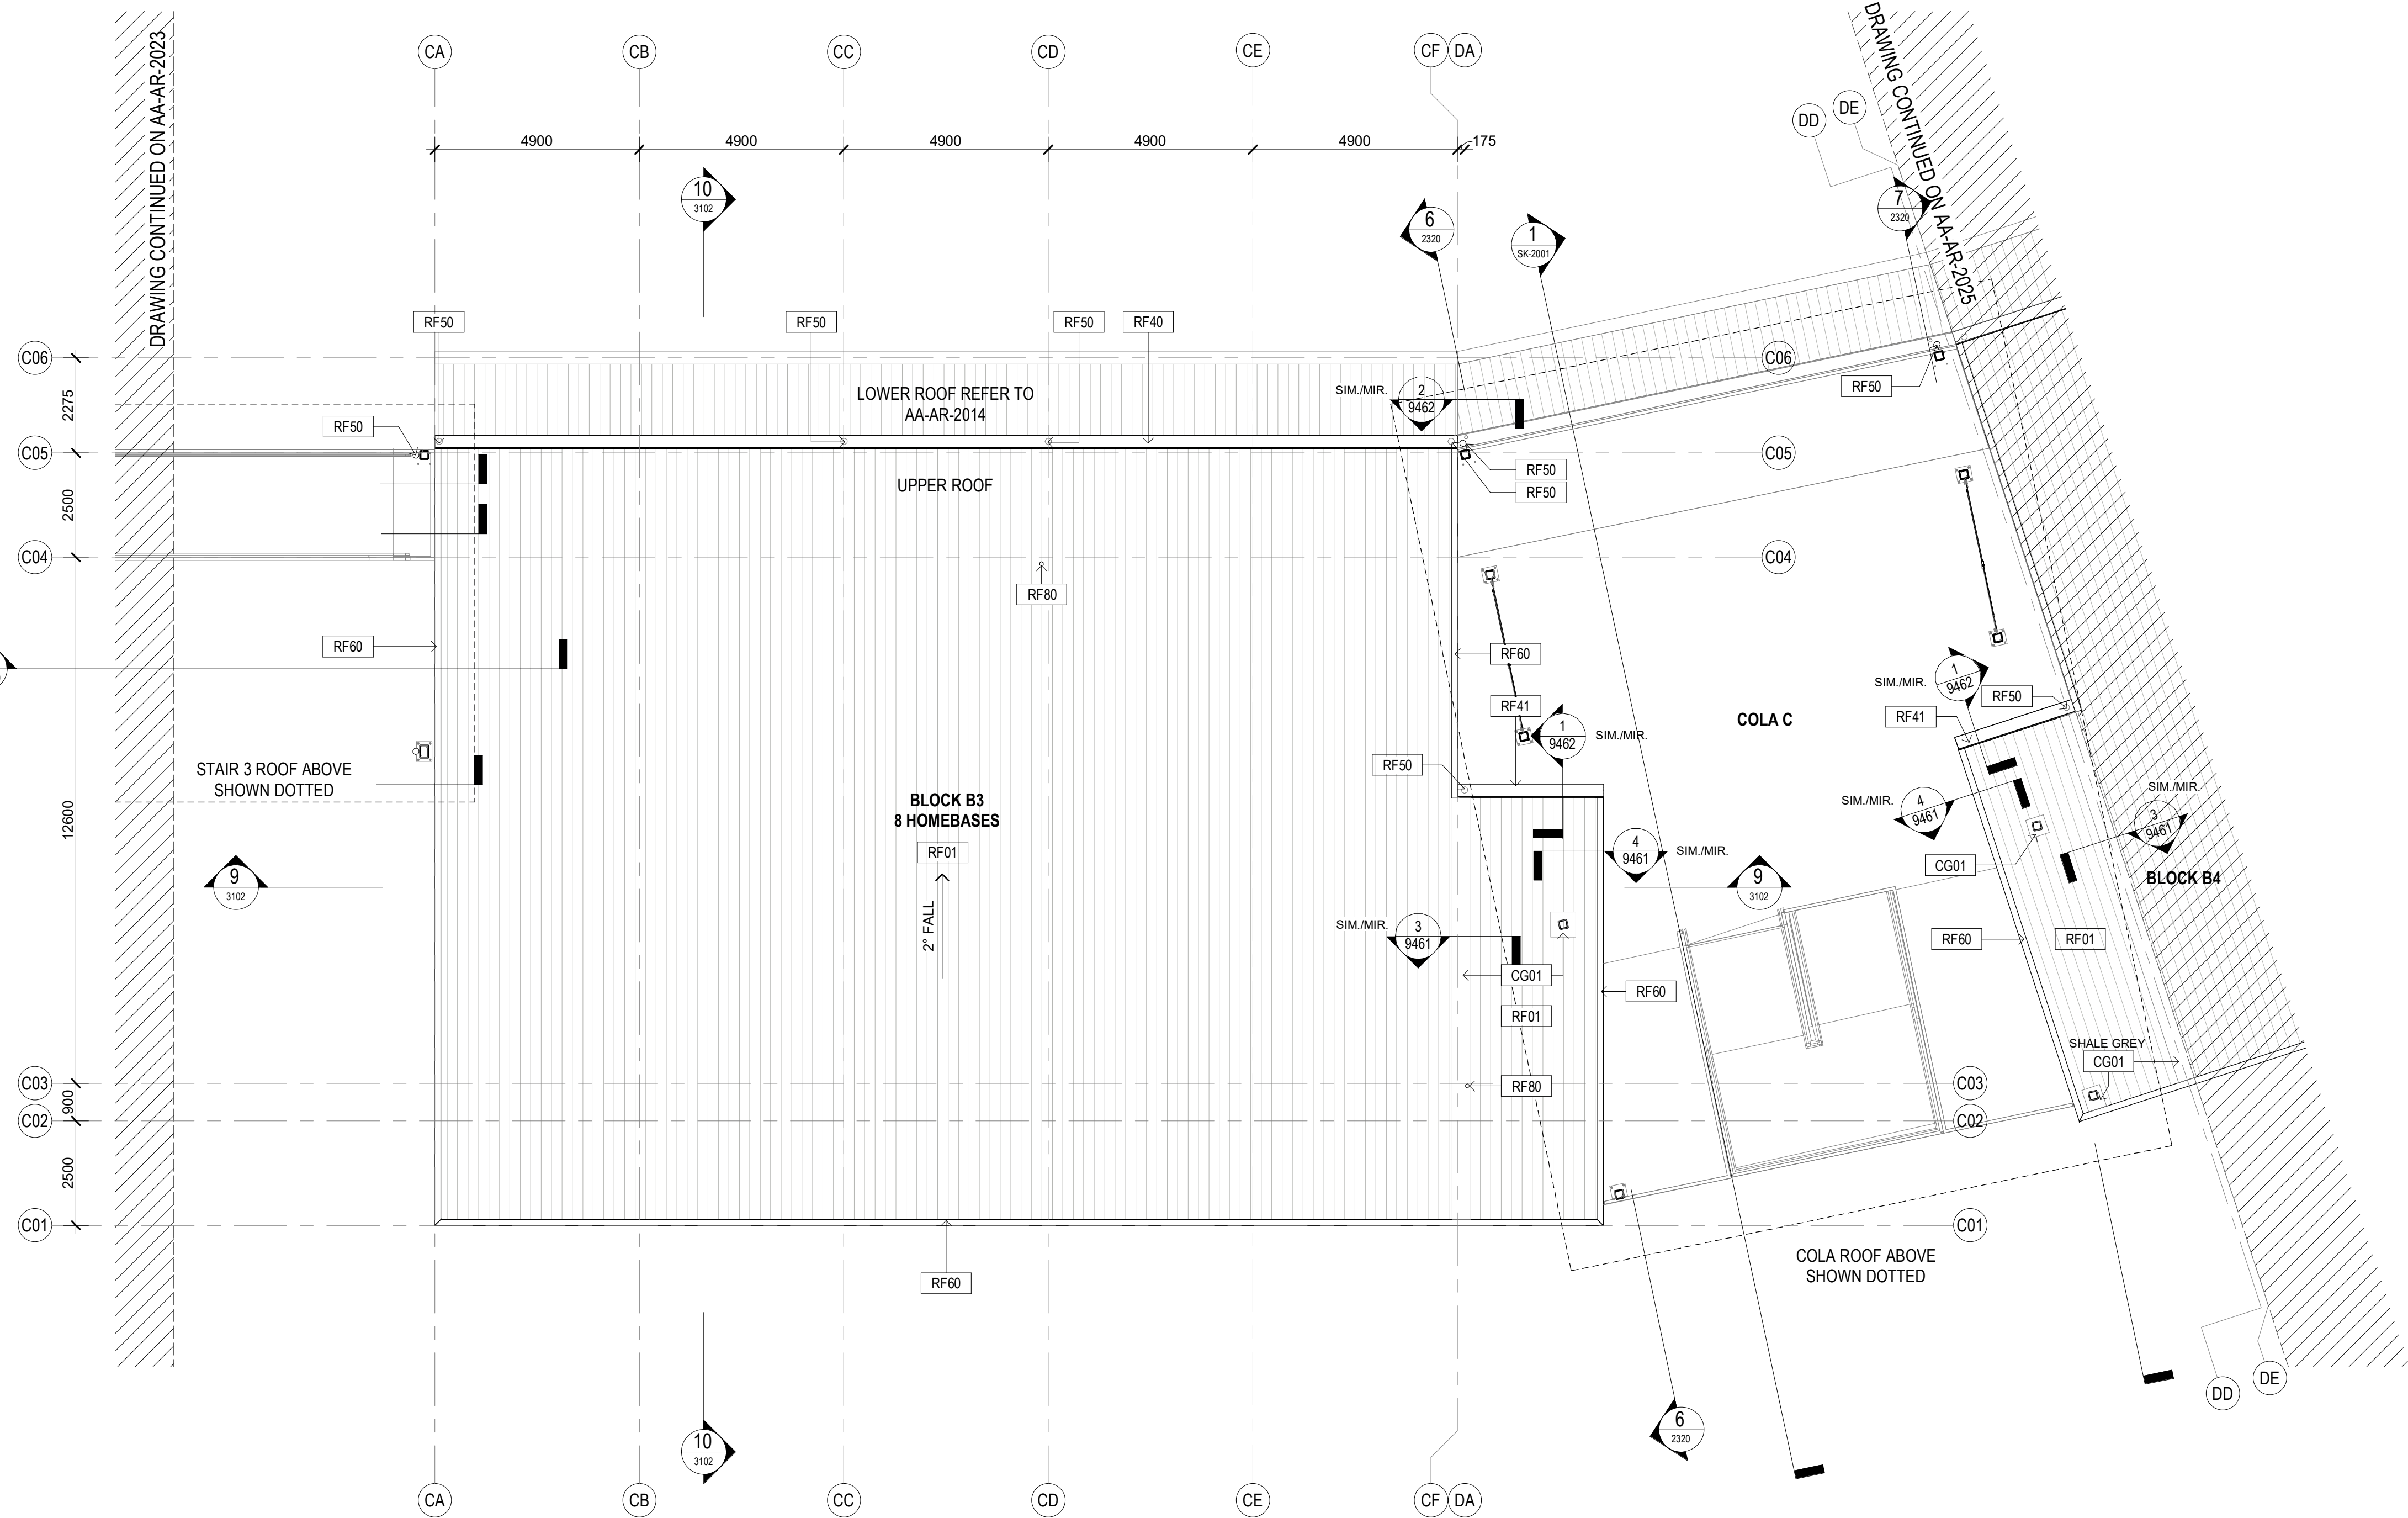 DRAWING CONTINUED ON AA-AR-2023
DRAWING CONTINUED ON AA-AR-2025
CA
CB
CC
CD
CE
CF
DA
DD
DE
4900
4900
4900
4900
4900
175
10
3102
6
2320
1
SK-2001
7
2320
RF50
RF50
RF50
RF40
C06
C06
RF50
2275
LOWER ROOF REFER TO
AA-AR-2014
SIM./MIR.
2
9462
RF50
C05
C05
UPPER ROOF
RF50
RF50
2500
C04
C04
RF80
RF60
RF60
RF41
1
9462
SIM./MIR.
COLA C
SIM./MIR.
1
9462
RF50
RF41
STAIR 3 ROOF ABOVE
SHOWN DOTTED
RF50
12600
BLOCK B3
8 HOMEBASES
RF01
2° FALL
SIM./MIR.
4
9461
SIM./MIR.
3
9461
4
9461
SIM./MIR.
CG01
BLOCK B4
9
3102
9
3102
SIM./MIR.
3
9461
CG01
RF60
RF01
RF60
RF01
SHALE GREY
CG01
C03
RF80
C03
900
C02
C02
2500
C01
C01
RF60
COLA ROOF ABOVE
SHOWN DOTTED
10
3102
6
2320
DD
DE
CA
CB
CC
CD
CE
CF
DA